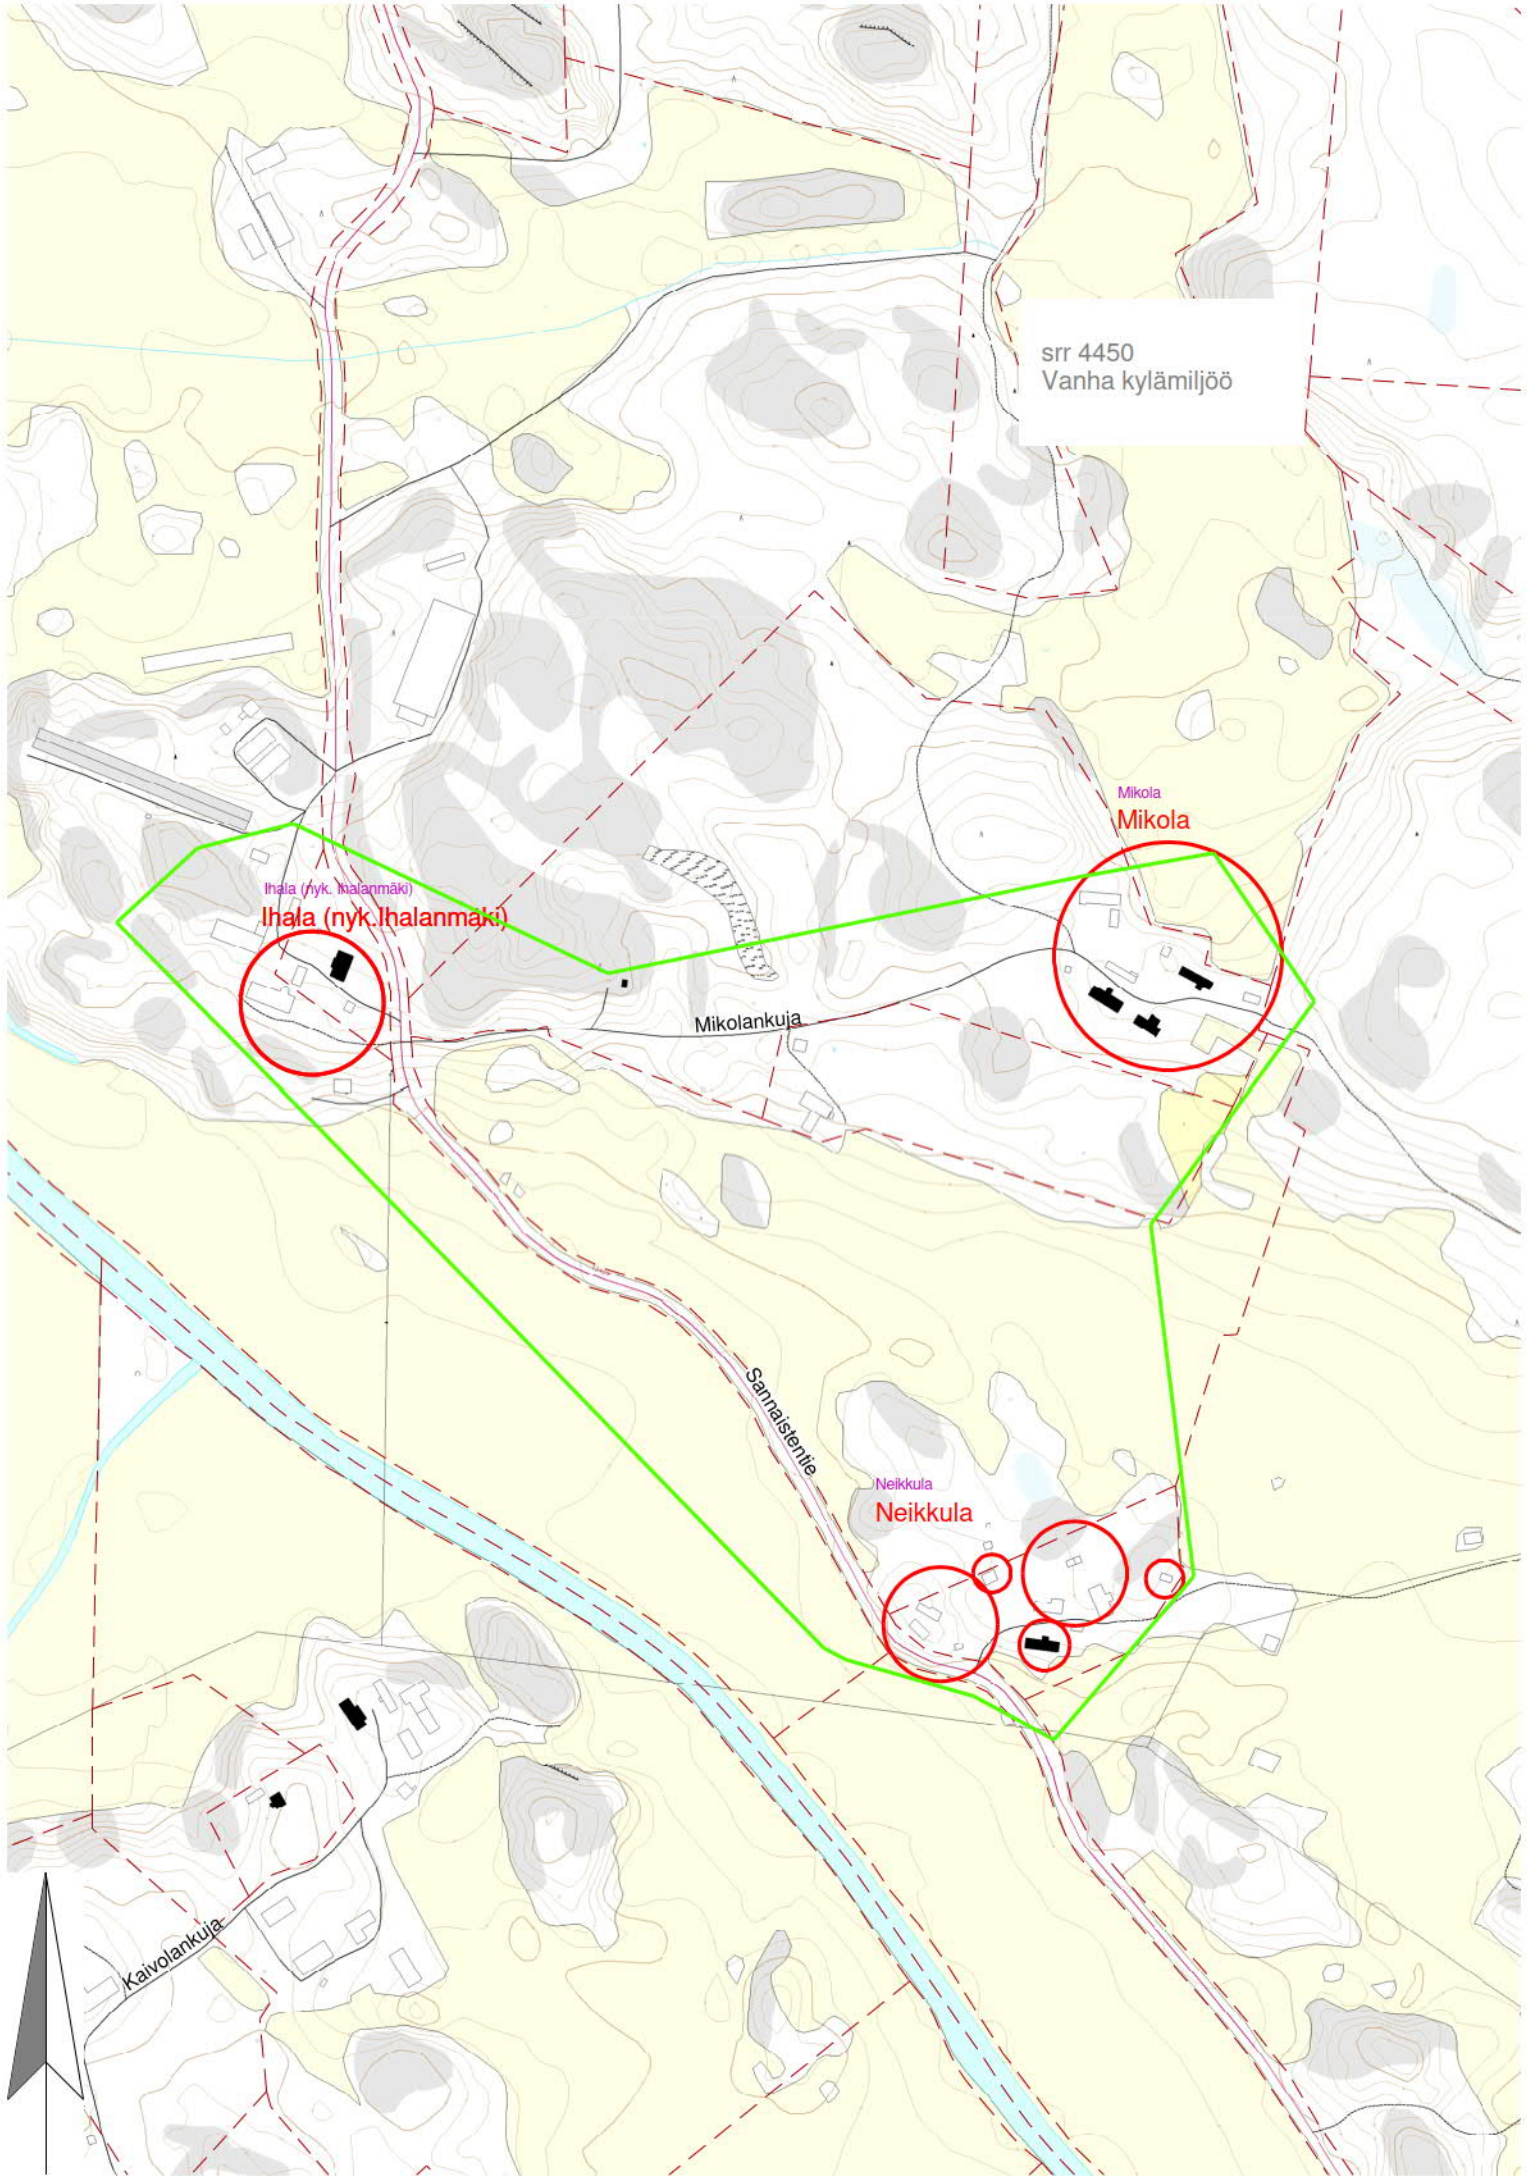 srr 4450
Vanha kylämiljöö
Mikola
Mikola
Ihala (nyk. Ihalanmäki)
Ihala (nyk.Ihalanmäki)
Mikolankuja
Sannaistentie
Neikkula
Neikkula
Kaivolankuja